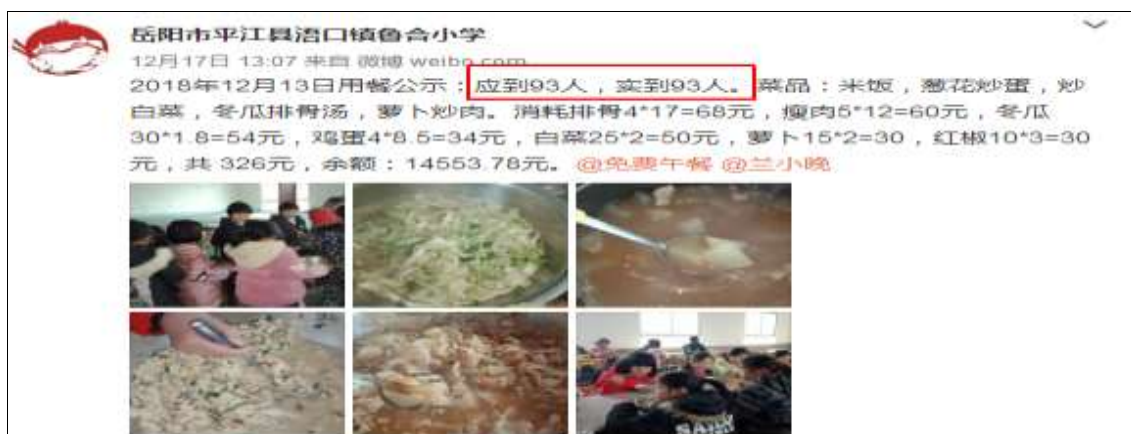 岳阳市平江县浯口镇鲁合小学
12月17日 13:07 来自 微博 weibo.com
2018年12月13日用餐公示：应到93人，实到93人。菜品：米饭，葱花炒蛋，炒
白菜，冬瓜排骨汤，萝卜炒肉。消耗排骨4*17=68元，瘦肉5*12=60元，冬瓜
30*1.8=54元，鸡蛋4*8.5=34元，白菜25*2=50元，萝卜15*2=30，红椒10*3=30
元，共 326元，余额：14553.78元。@免费午餐 @兰小晚